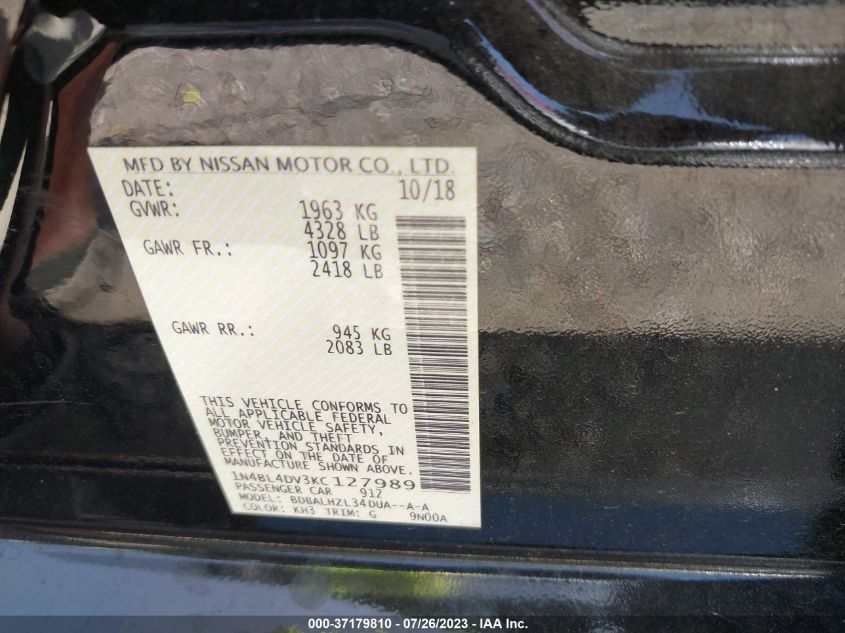 MFD BY NISSAN MOTOR CO., LTD.
DATE: 10/18
GVWR: 1963 KG
4328 LB
GAWR FR.: 1097 KG
2418 LB
GAWR RR.: 945 KG
2083 LB
THIS VEHICLE CONFORMS TO
ALL APPLICABLE FEDERAL
MOTOR VEHICLE SAFETY,
BUMPER, AND THEFT
PREVENTION STANDARDS IN
EFFECT ON THE DATE OF
MANUFACTURE SHOWN ABOVE.
1N4BL4DV3KC127989
PASSENGER CAR 912
MODEL: BDBALHZL34DUA--A-A
COLOR: KH3 TRIM: G 9N00A
000-37179810 - 07/26/2023 - IAA Inc.